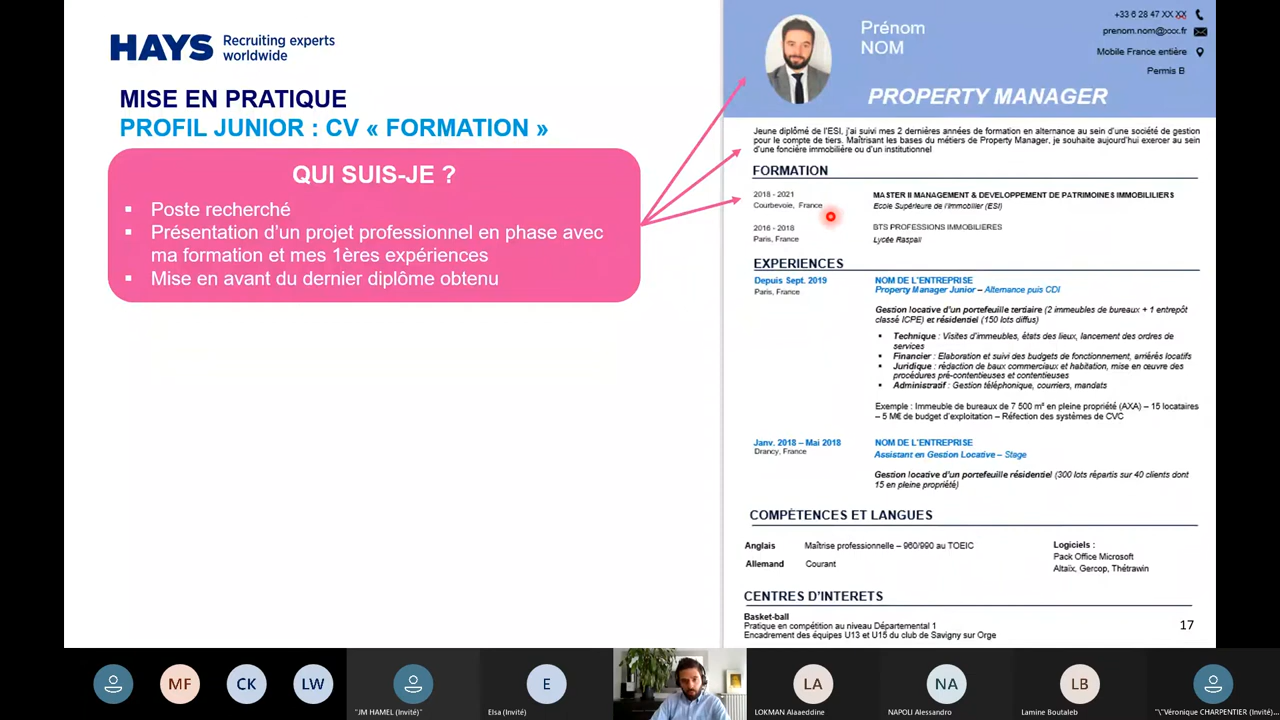 HAYS Recruiting experts
worldwide
MISE EN PRATIQUE
PROFIL JUNIOR : CV « FORMATION »
QUI SUIS-JE ?
▪ Poste recherché
▪ Présentation d'un projet professionnel en phase avec
ma formation et mes 1ères expériences
▪ Mise en avant du dernier diplôme obtenu
Prénom
NOM
+33 6 28 47 XX XX
prenom.nom@xxx.fr
Mobile France entière
Permis B
PROPERTY MANAGER
Jeune diplômé de l'ESI, j'ai suivi mes 2 dernières années de formation en alternance au sein d'une société de gestion
pour le compte de tiers. Maîtrisant les bases du métiers de Property Manager, je souhaite aujourd'hui exercer au sein
d'une foncière immobilière ou d'un institutionnel
FORMATION
2018 - 2021
MASTER II MANAGEMENT & DEVELOPPEMENT DE PATRIMOINES IMMOBILILIERS
Courbevoie, France
Ecole Supérieure de l'Immobilier (ESI)
2016 - 2018
BTS PROFESSIONS IMMOBILIERES
Paris, France
Lycée Raspail
EXPERIENCES
Depuis Sept. 2019
NOM DE L'ENTREPRISE
Paris, France
Property Manager Junior – Alternance puis CDI
Gestion locative d'un portefeuille tertiaire (2 immeubles de bureaux + 1 entrepôt
classé ICPE) et résidentiel (150 lots diffus)
• Technique : Visites d'immeubles, états des lieux, lancement des ordres de
services
• Financier : Elaboration et suivi des budgets de fonctionnement, arriérés locatifs
• Juridique : rédaction de baux commerciaux et habitation, mise en œuvre des
procédures pré-contentieuses et contentieuses
• Administratif : Gestion téléphonique, courriers, mandats
Exemple : Immeuble de bureaux de 7 500 m² en pleine propriété (AXA) – 15 locataires
– 5 M€ de budget d'exploitation – Réfection des systèmes de CVC
Janv. 2018 – Mai 2018
NOM DE L'ENTREPRISE
Drancy, France
Assistant en Gestion Locative – Stage
Gestion locative d'un portefeuille résidentiel (300 lots répartis sur 40 clients dont
15 en pleine propriété)
COMPÉTENCES ET LANGUES
Anglais Maîtrise professionnelle – 960/990 au TOEIC
Allemand Courant
Logiciels :
Pack Office Microsoft
Altaïx, Gercop, Thétrawin
CENTRES D'INTERETS
Basket-ball
Pratique en compétition au niveau Départemental 1
Encadrement des équipes U13 et U15 du club de Savigny sur Orge
17
MF
CK
LW
"JM HAMEL (Invité)"
E
Elsa (Invité)
LA
LOKMAN Alaaeddine
NA
NAPOLI Alessandro
LB
Lamine Boutaleb
"\"Véronique CHARPENTIER (Invité)...